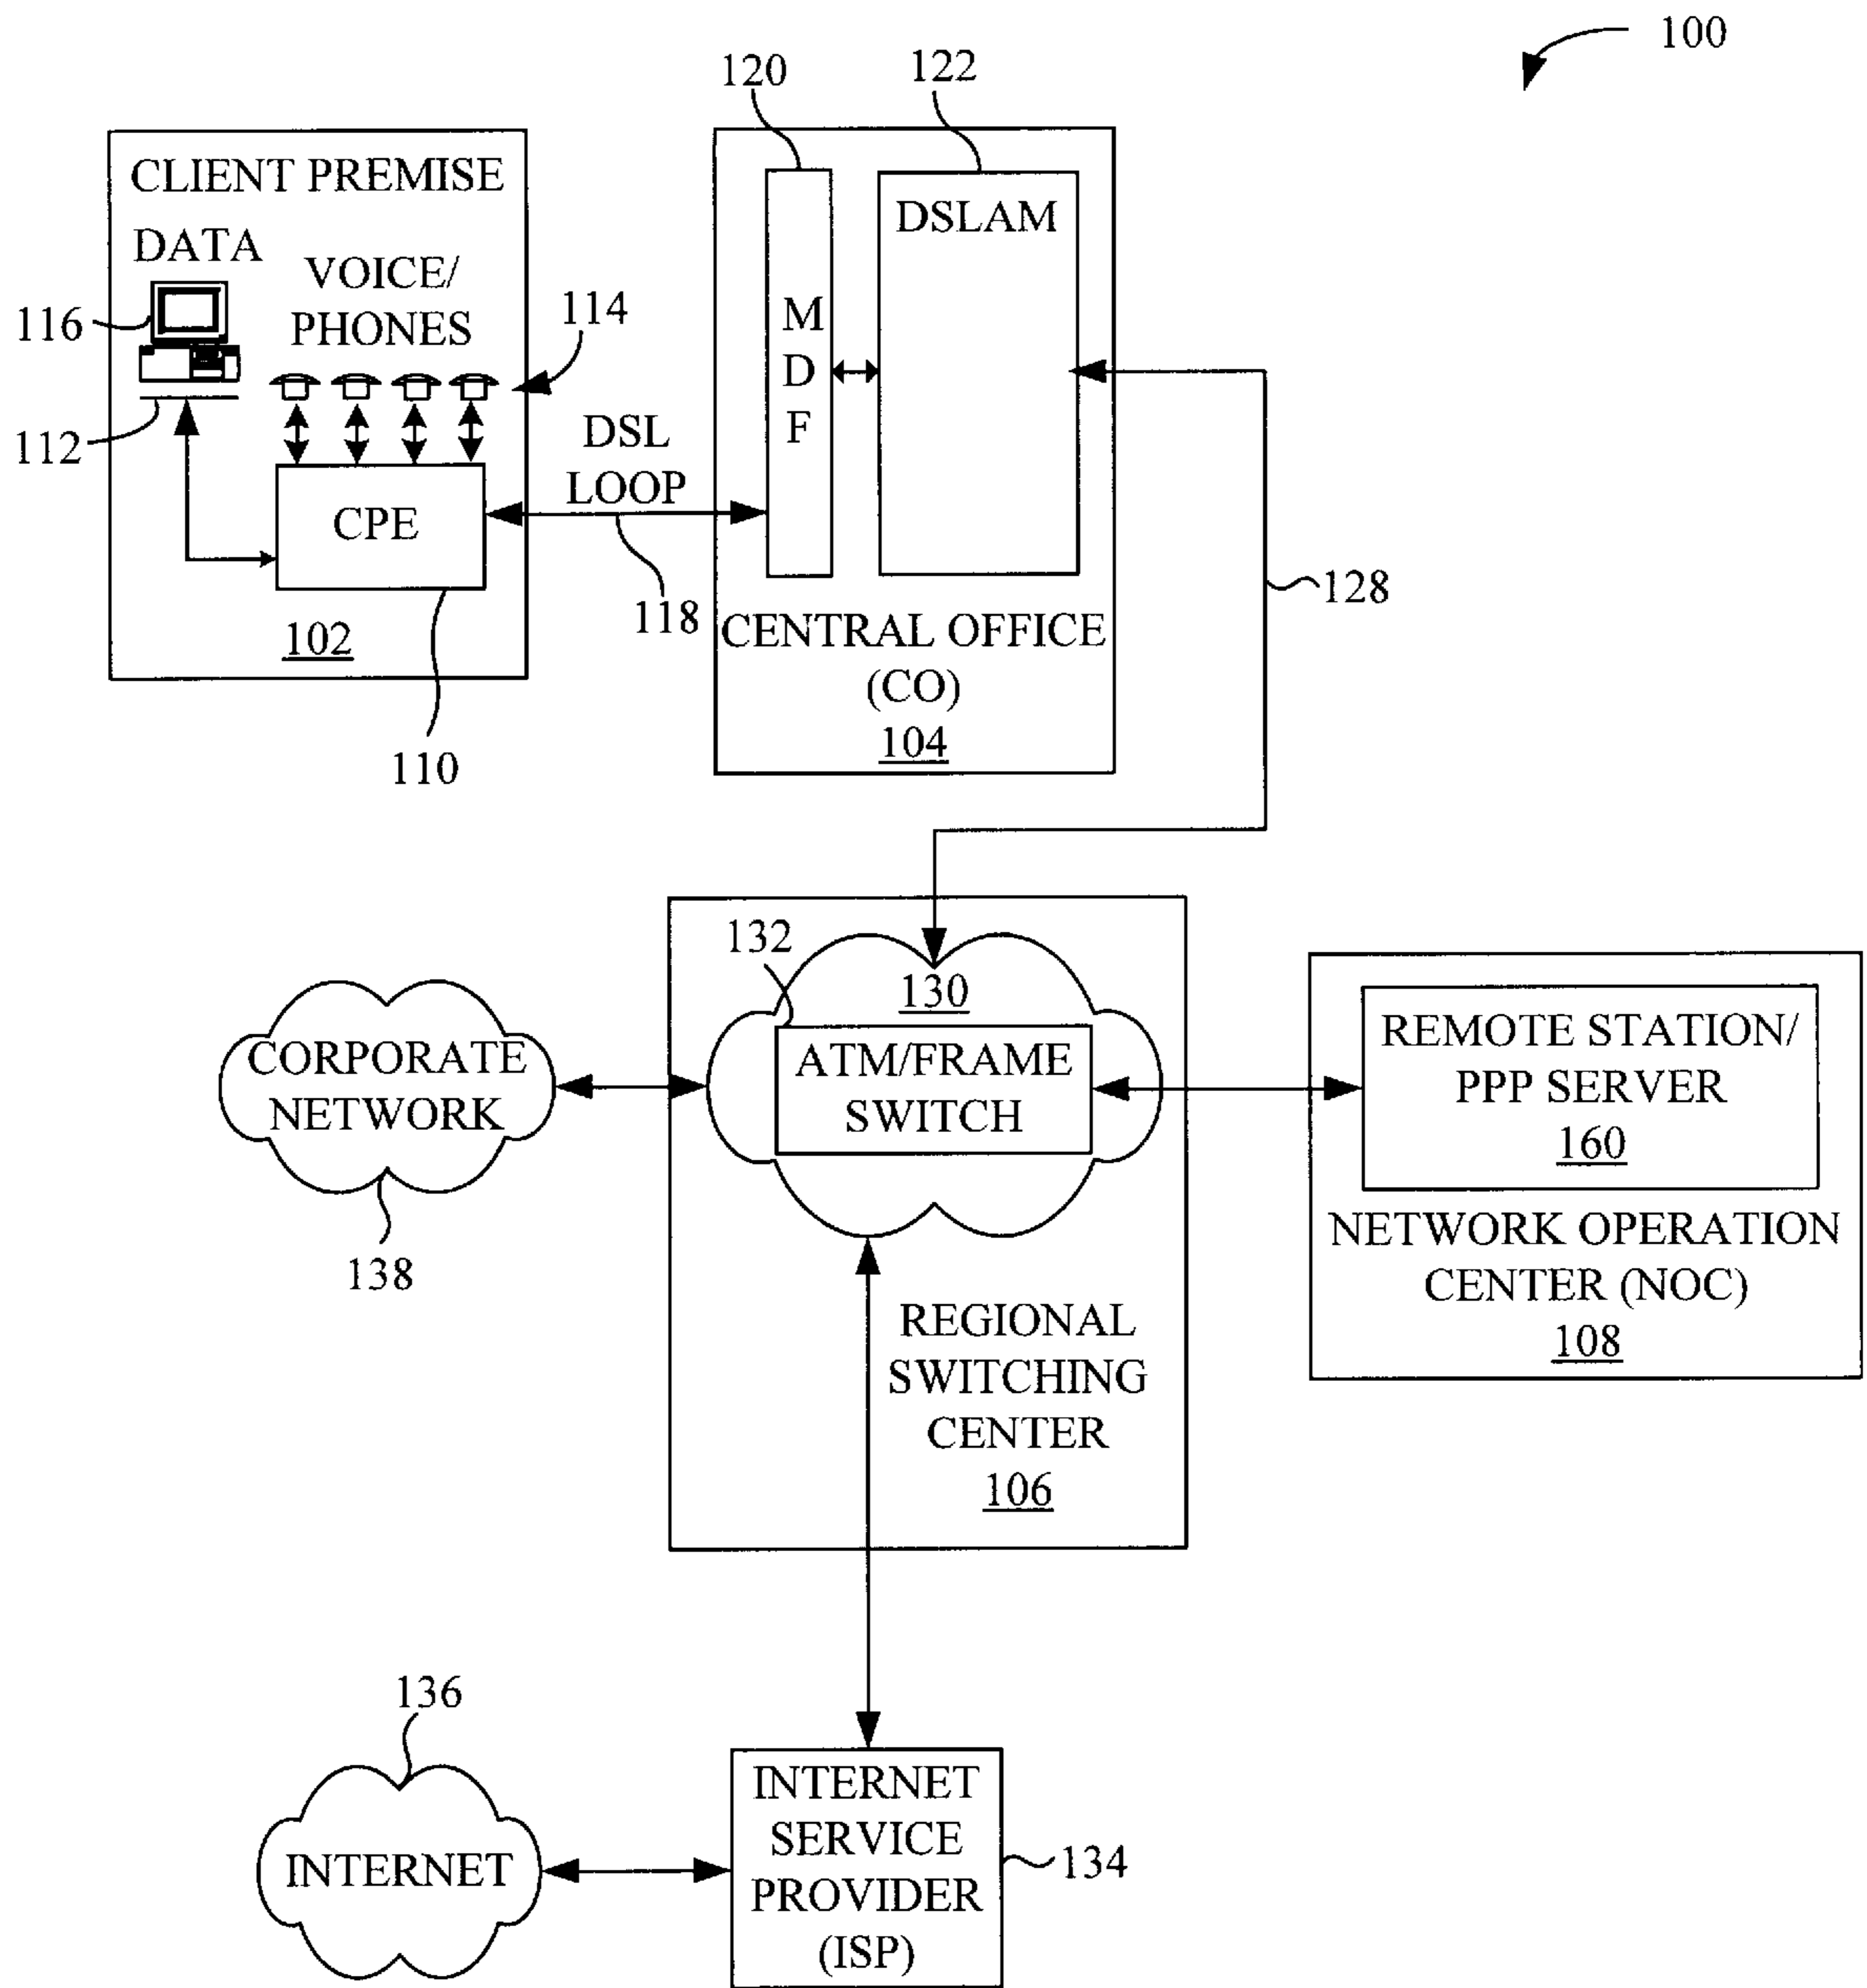 100
120
122
CLIENT PREMISE
DATA
VOICE/
PHONES
116
114
112
CPE
102
110
DSL
LOOP
118
M
D
F
DSLAM
CENTRAL OFFICE
(CO)
104
128
132
130
ATM/FRAME
SWITCH
CORPORATE
NETWORK
138
REMOTE STATION/
PPP SERVER
160
NETWORK OPERATION
CENTER (NOC)
108
REGIONAL
SWITCHING
CENTER
106
136
INTERNET
INTERNET
SERVICE
PROVIDER
(ISP)
134